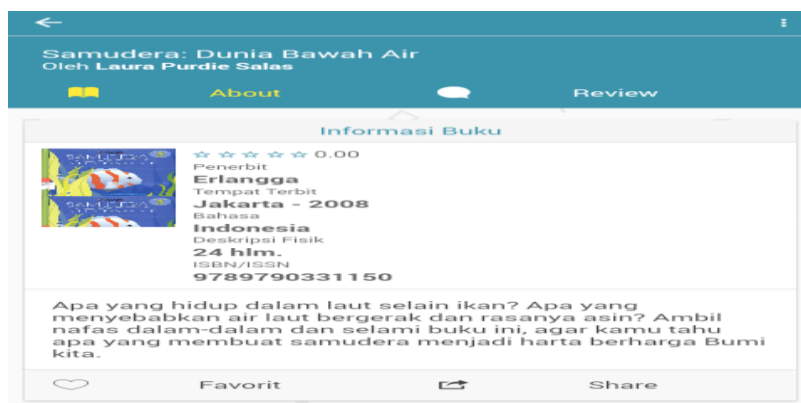 Samudera: Dunia Bawah Air
Oleh Laura Purdie Salas
About
Review
Informasi Buku
0.00
Penerbit
Erlangga
Tempat Terbit
Jakarta - 2008
Bahasa
Indonesia
Deskripsi Fisik
24 hlm.
ISBN/ISSN
9789790331150
Apa yang hidup dalam laut selain ikan? Apa yang
menyebabkan air laut bergerak dan rasanya asin? Ambil
nafas dalam-dalam dan selami buku ini, agar kamu tahu
apa yang membuat samudera menjadi harta berharga Bumi
kita.
Favorit
Share